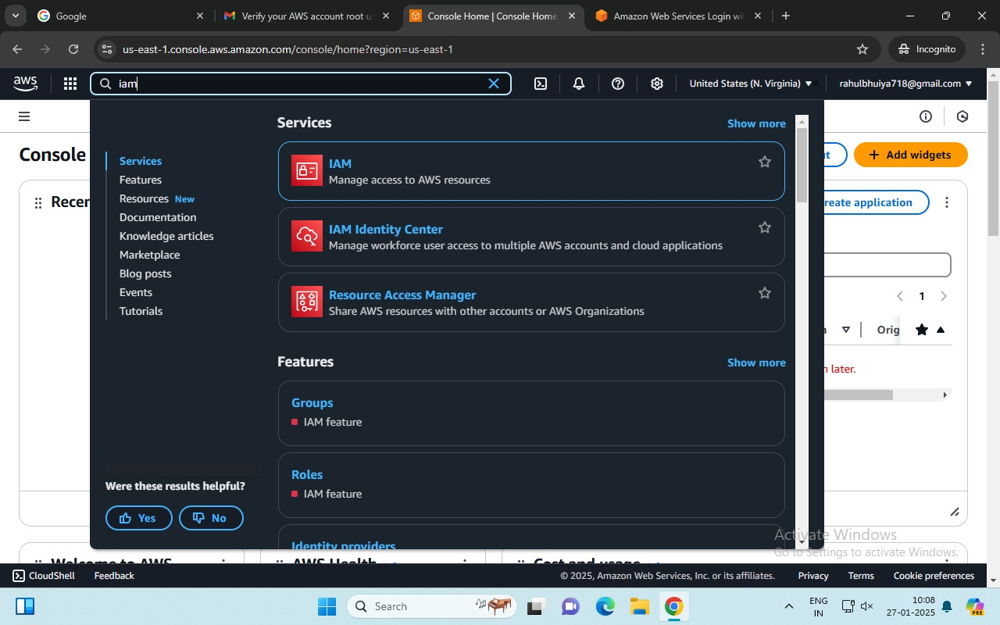 Google
Verify your AWS account root u
Console Home | Console Home
Amazon Web Services Login wi
us-east-1.console.aws.amazon.com/console/home?region=us-east-1
Incognito
aws
iam
United States (N. Virginia)
rahulbhuiya718@gmail.com
Console
Add widgets
Recen
reate application
1
Orig
n later.
Services
Features
Resources New
Documentation
Knowledge articles
Marketplace
Blog posts
Events
Tutorials
Were these results helpful?
Yes
No
Services
Show more
IAM
Manage access to AWS resources
IAM Identity Center
Manage workforce user access to multiple AWS accounts and cloud applications
Resource Access Manager
Share AWS resources with other accounts or AWS Organizations
Features
Show more
Groups
IAM feature
Roles
IAM feature
Identity providers
Welcome to AWS
AWS Health
Cost and usage
Activate Windows
Go to Settings to activate Windows.
CloudShell
Feedback
© 2025, Amazon Web Services, Inc. or its affiliates.
Privacy
Terms
Cookie preferences
Search
PRE
ENG
IN
10:08
27-01-2025